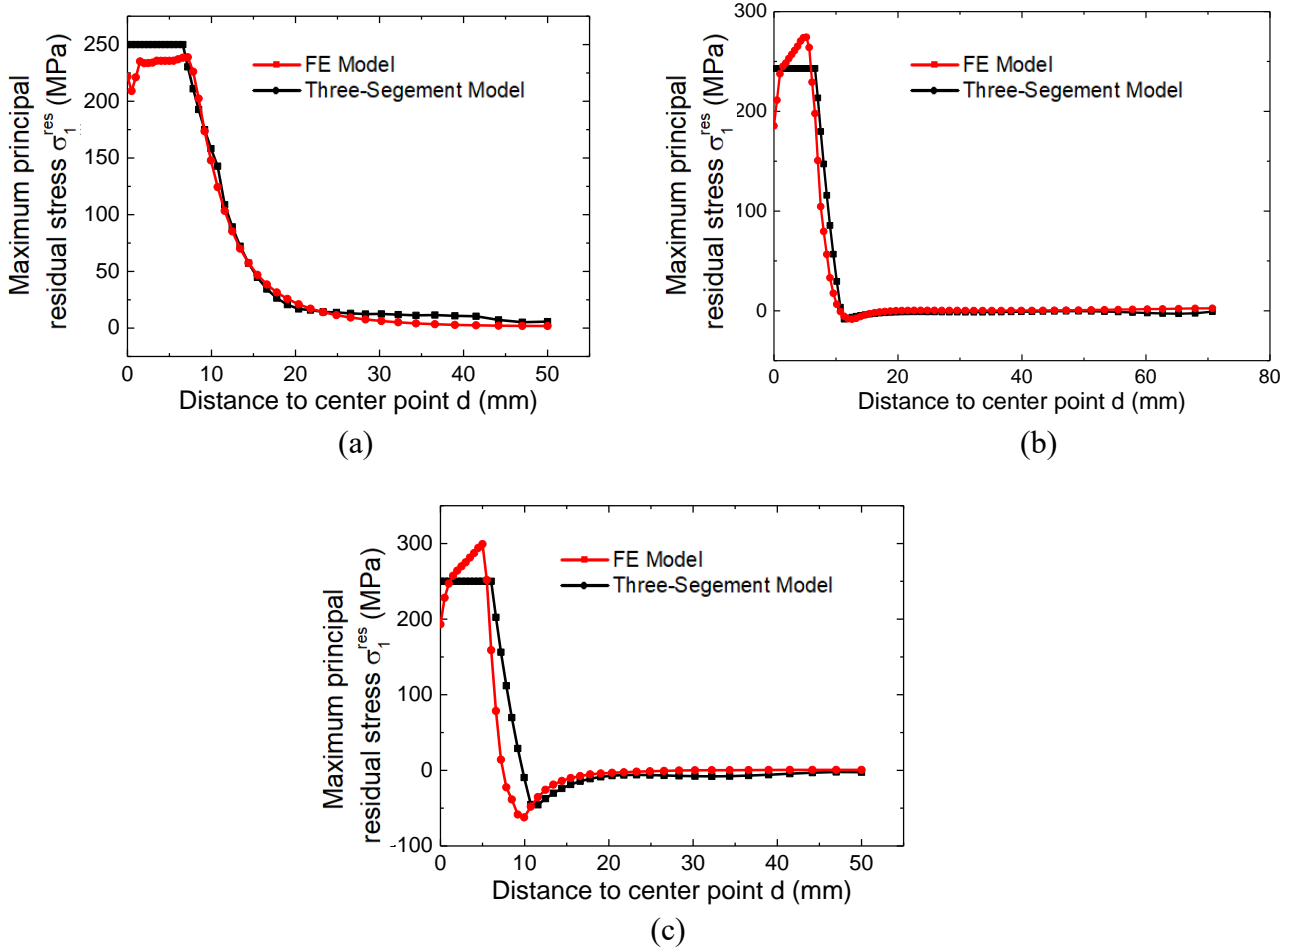 250
200
150
100
50
0
Maximum principal
residual stress σ₁ʳᵉˢ (MPa)
FE Model
Three-Segement Model
0 10 20 30 40 50
Distance to center point d (mm)
(a)
300
200
100
0
Maximum principal
residual stress σ₁ʳᵉˢ (MPa)
FE Model
Three-Segement Model
0 20 40 60 80
Distance to center point d (mm)
(b)
300
200
100
0
-100
Maximum principal
residual stress σ₁ʳᵉˢ (MPa)
FE Model
Three-Segement Model
0 10 20 30 40 50
Distance to center point d (mm)
(c)